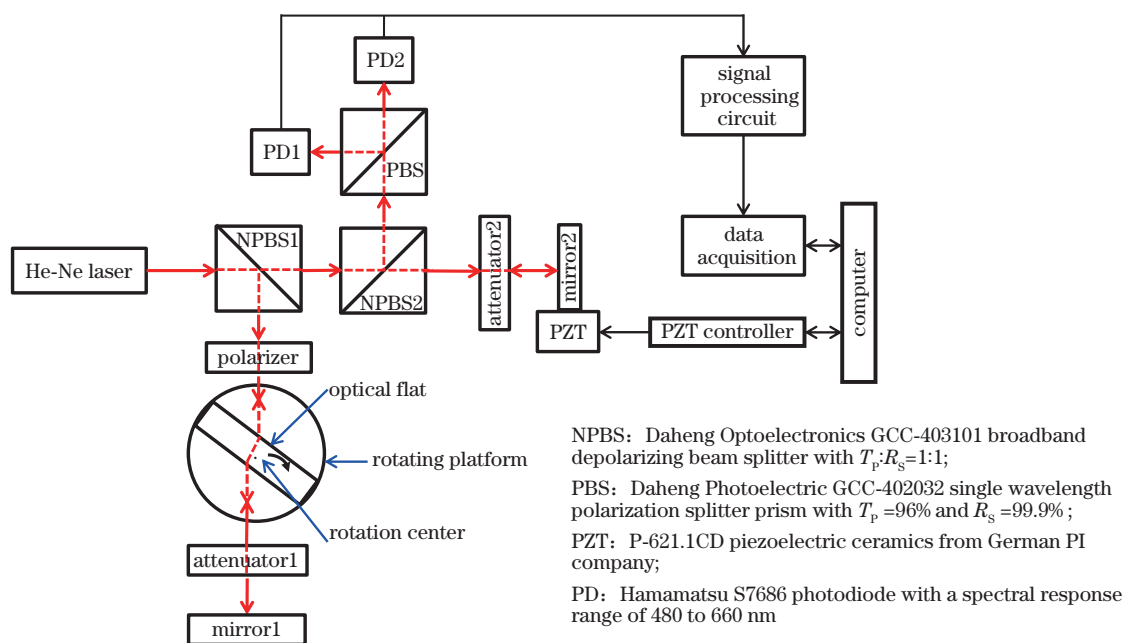 PD2
signal
processing
circuit
PD1
PBS
NPBS1
He-Ne laser
NPBS2
attenuator2
mirror2
data
acquisition
computer
PZT
PZT controller
polarizer
optical flat
rotating platform
rotation center
attenuator1
mirror1
NPBS: Daheng Optoelectronics GCC-403101 broadband
depolarizing beam splitter with T_P:R_S=1:1;
PBS: Daheng Photoelectric GCC-402032 single wavelength
polarization splitter prism with T_P =96% and R_S =99.9% ;
PZT: P-621.1CD piezoelectric ceramics from German PI
company;
PD: Hamamatsu S7686 photodiode with a spectral response
range of 480 to 660 nm